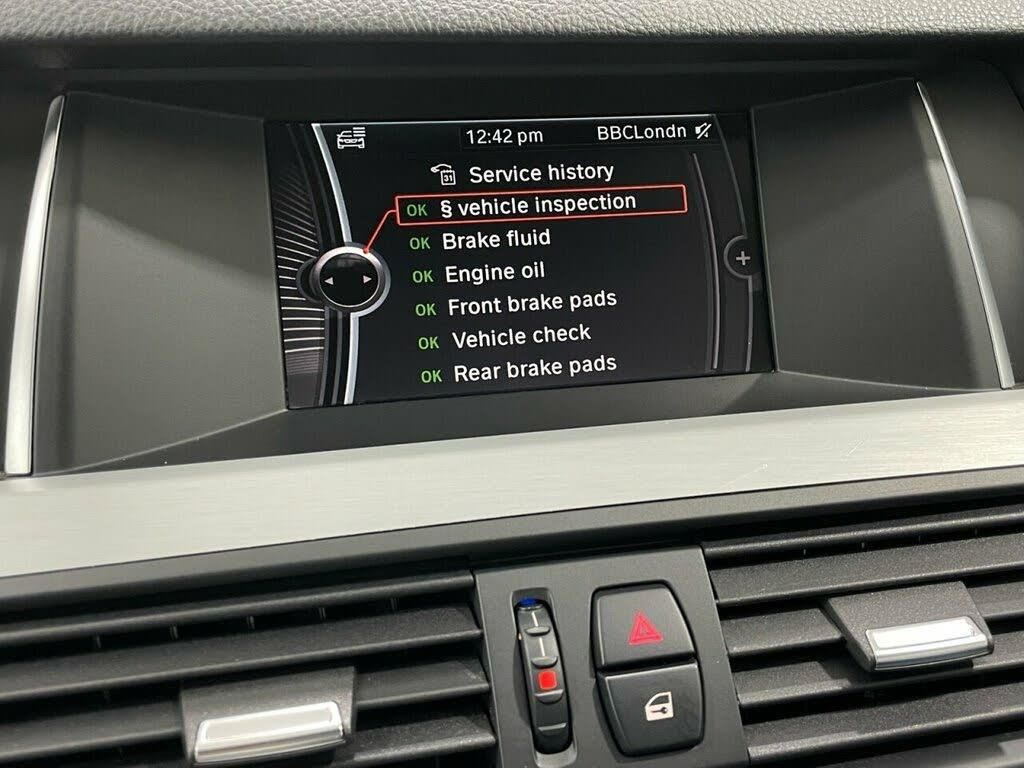 12:42 pm BBCLondn
31 Service history
OK § vehicle inspection
OK Brake fluid
OK Engine oil
OK Front brake pads
OK Vehicle check
OK Rear brake pads